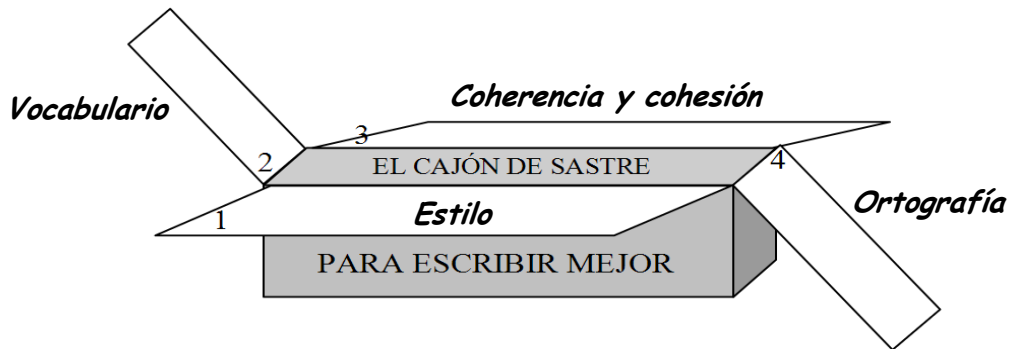 Coherencia y cohesión
Vocabulario
3
2
EL CAJÓN DE SASTRE
4
1
Estilo
Ortografía
PARA ESCRIBIR MEJOR